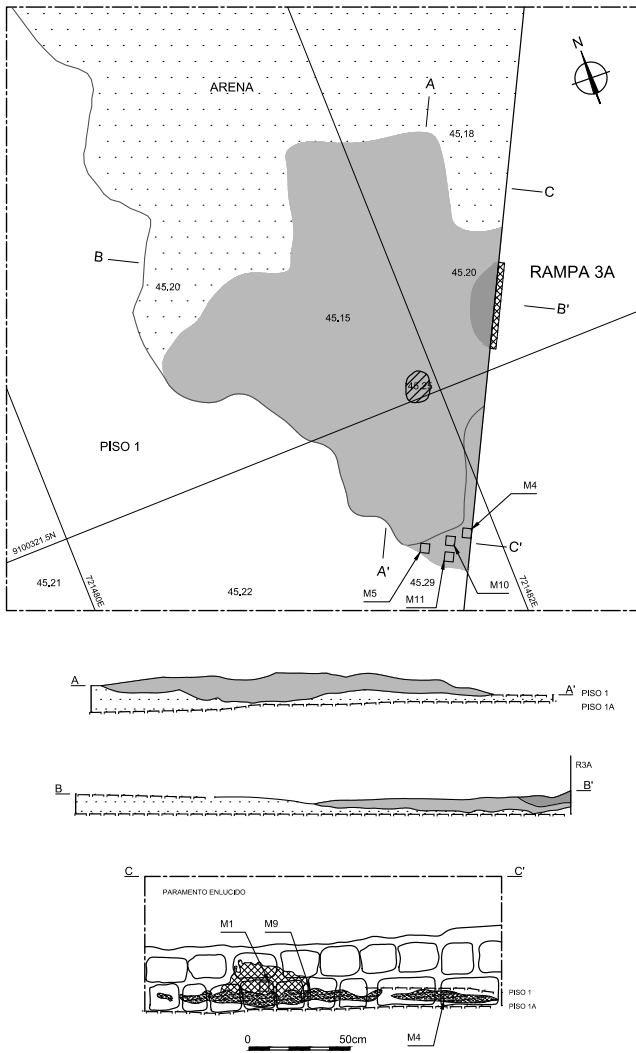 ARENA
N
A
45.18
C
B
45.20
45.20
RAMPA 3A
B'
45.15
45.25
PISO 1
M4
9100321.5N
C'
A'
M10
M5
M11
45.29
721480E
721482E
45.21
45.22
A
A'
PISO 1
PISO 1A
R3A
B
B'
C
C'
PARAMENTO ENLUCIDO
M1
M9
PISO 1
PISO 1A
M4
0
50cm